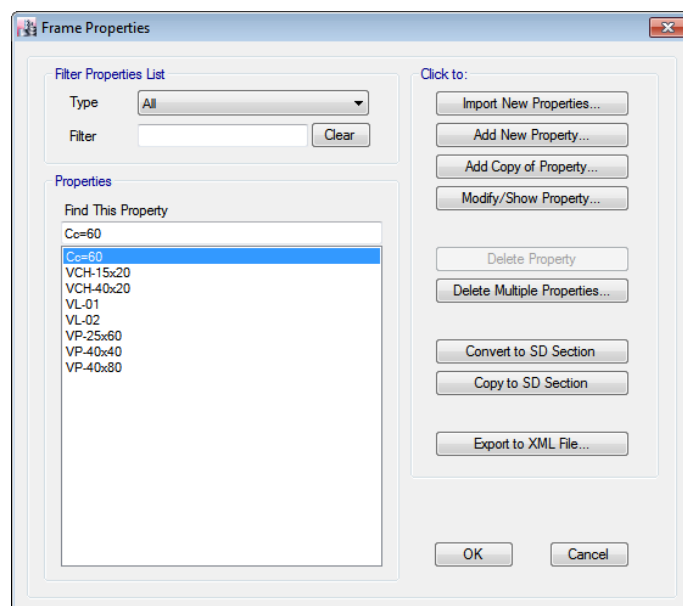 Frame Properties
Filter Properties List
Type
All
Filter
Clear
Properties
Find This Property
Cc=60
Cc=60
VCH-15x20
VCH-40x20
VL-01
VL-02
VP-25x60
VP-40x40
VP-40x80
Click to:
Import New Properties...
Add New Property...
Add Copy of Property...
Modify/Show Property...
Delete Property
Delete Multiple Properties...
Convert to SD Section
Copy to SD Section
Export to XML File...
OK
Cancel